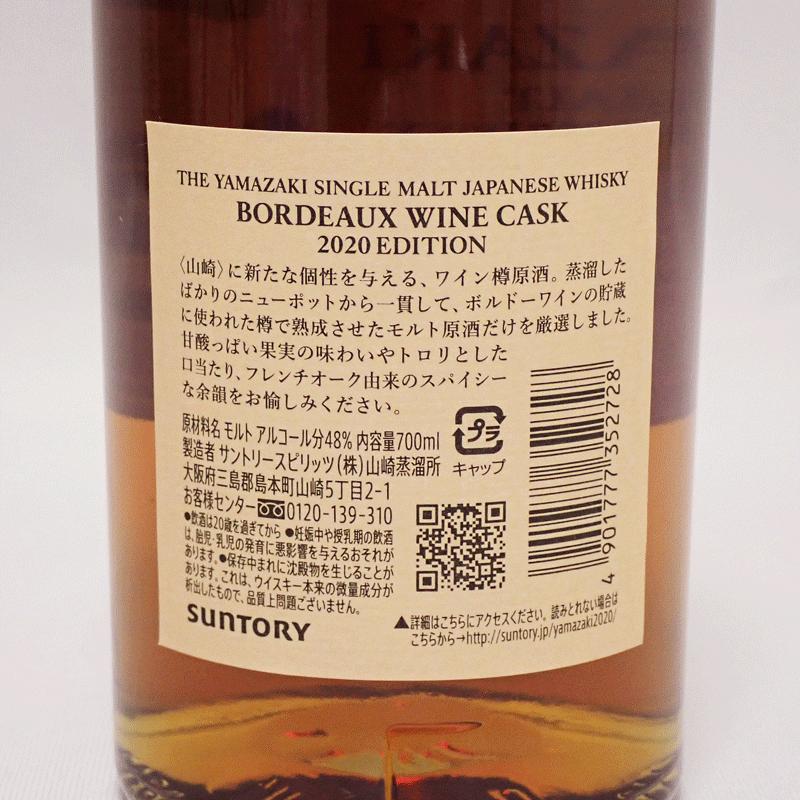 THE YAMAZAKI SINGLE MALT JAPANESE WHISKY
BORDEAUX WINE CASK
2020 EDITION
〈山崎〉に新たな個性を与える、ワイン樽原酒。蒸溜した
ばかりのニューポットから一貫して、ボルドーワインの貯蔵
に使われた樽で熟成させたモルト原酒だけを厳選しました。
甘酸っぱい果実の味わいやトロリとした
口当たり、フレンチオーク由来のスパイシー
な余韻をお愉しみください。
原材料名 モルト アルコール分48% 内容量700ml
製造者 サントリースピリッツ(株)山崎蒸溜所
大阪府三島郡島本町山崎5丁目2-1
お客様センター 0120-139-310
●飲酒は20歳を過ぎてから ●妊娠中や授乳期の飲酒
は、胎児・乳児の発育に悪影響を与えるおそれが
あります。●保存中まれに沈殿物を生じることが
あります。これは、ウイスキー本来の微量成分が
析出したもので、品質上問題ございません。
SUNTORY
プラ
キャップ
4 901777 352728
▲詳細はこちらにアクセスください。読みとれない場合は
こちらから→http://suntory.jp/yamazaki2020/